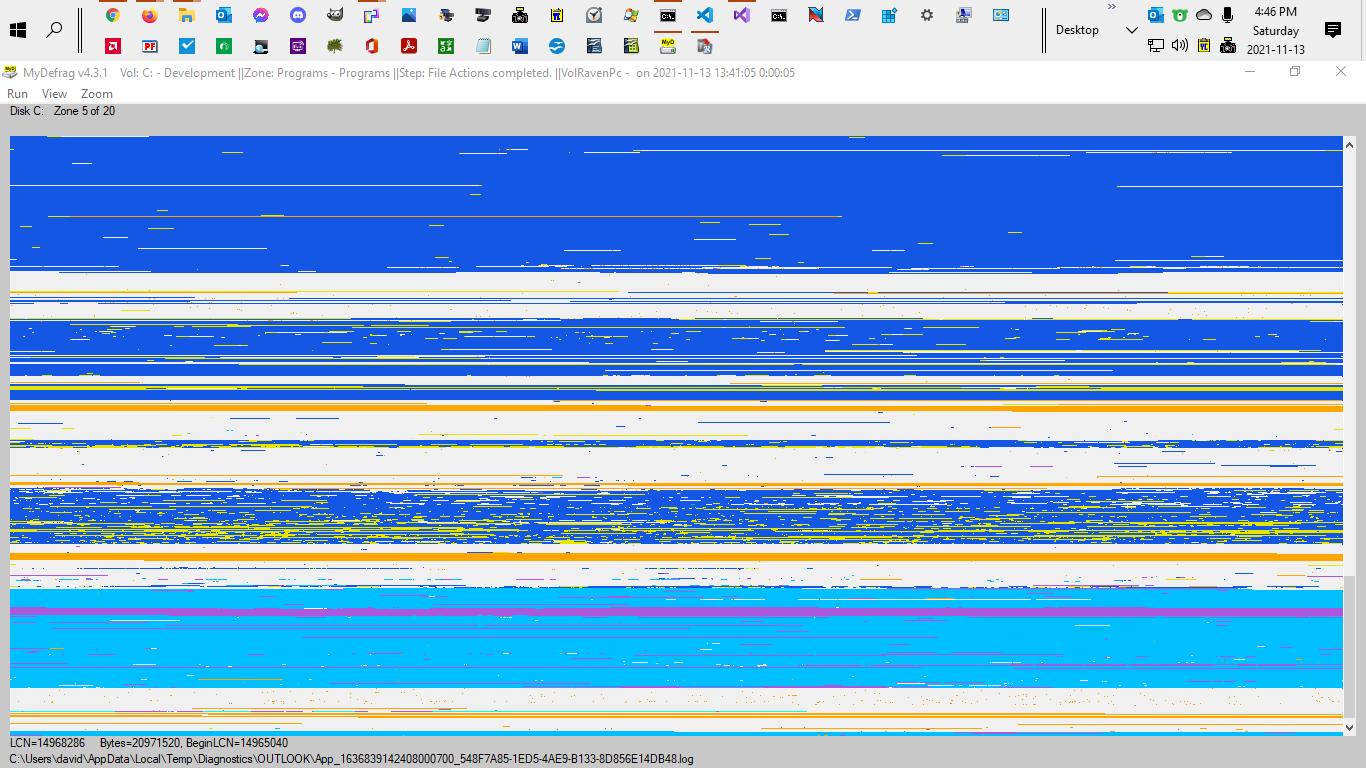 4:46 PM
Desktop
Saturday
2021-11-13
MyDefrag v4.3.1 Vol: C: - Development ||Zone: Programs - Programs ||Step: File Actions completed. ||VolRavenPc - on 2021-11-13 13:41:05 0:00:05
Run View Zoom
Disk C: Zone 5 of 20
LCN=14968286 Bytes=20971520, BeginLCN=14965040
C:\Users\david\AppData\Local\Temp\Diagnostics\OUTLOOK\App_1636839142408000700_548F7A85-1ED5-4AE9-B133-8D856E14DB48.log